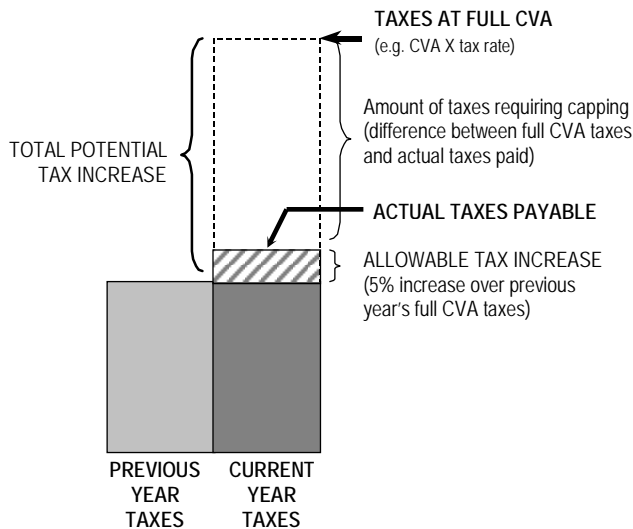 TAXES AT FULL CVA
(e.g. CVA X tax rate)
Amount of taxes requiring capping
(difference between full CVA taxes
and actual taxes paid)
TOTAL POTENTIAL
TAX INCREASE
ACTUAL TAXES PAYABLE
ALLOWABLE TAX INCREASE
(5% increase over previous
year's full CVA taxes)
PREVIOUS
YEAR
TAXES
CURRENT
YEAR
TAXES